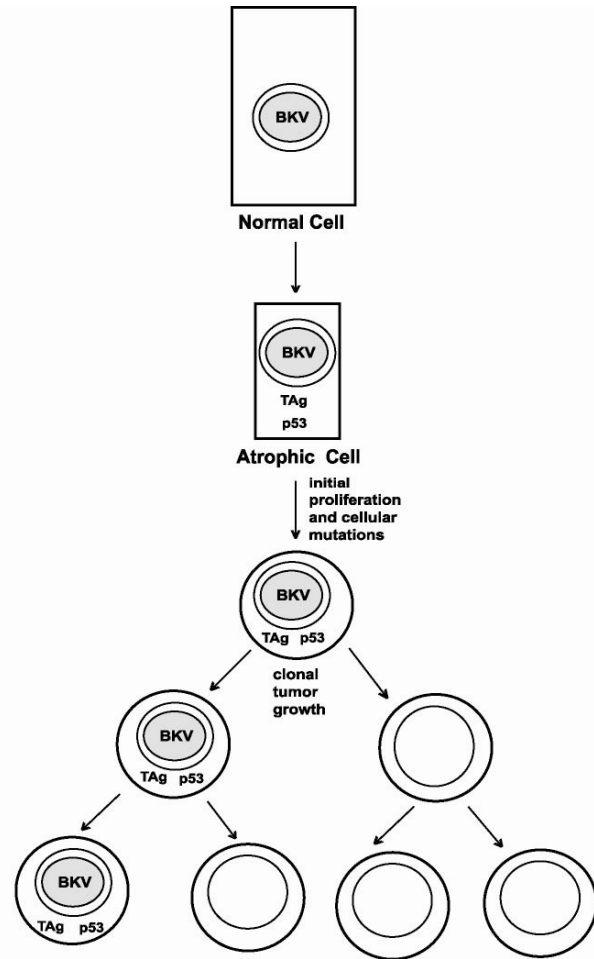 BKV
Normal Cell
BKV
TAg
p53
Atrophic Cell
initial
proliferation
and cellular
mutations
BKV
TAg p53
clonal
tumor
growth
BKV
TAg p53
BKV
TAg p53